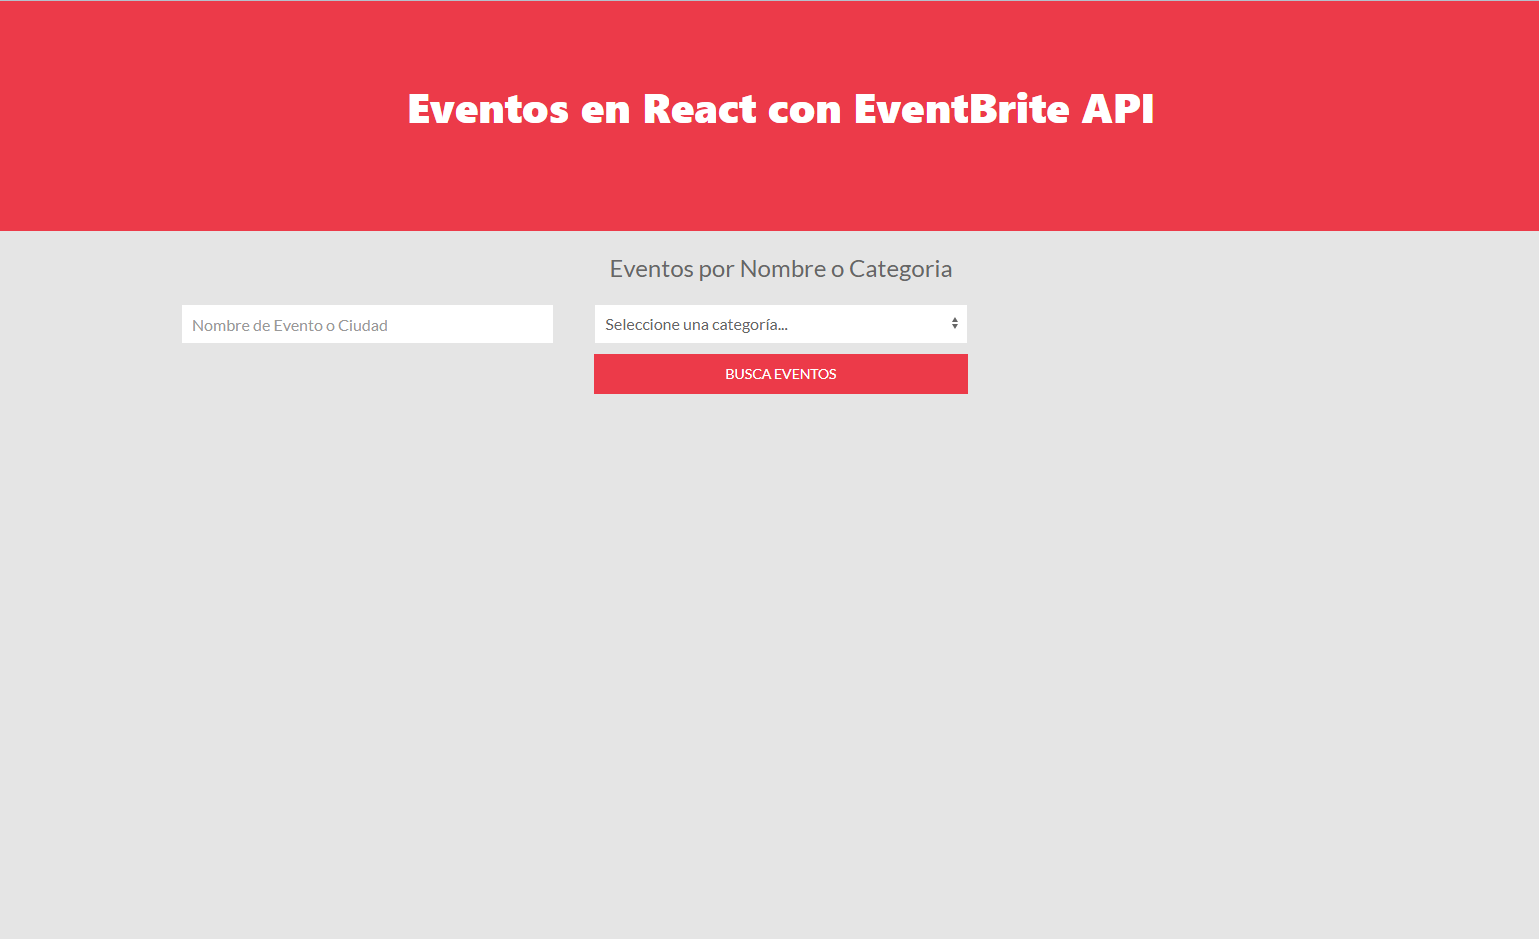 Eventos en React con EventBrite API
Eventos por Nombre o Categoria
Nombre de Evento o Ciudad
Seleccione una categoría...
BUSCA EVENTOS